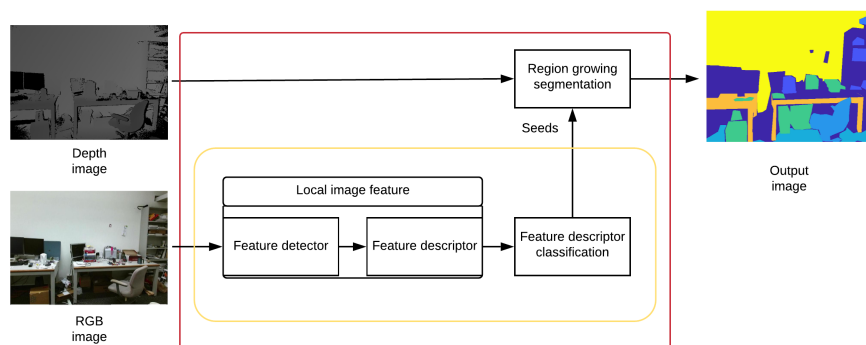 Depth
image
Region growing
segmentation
Seeds
Output
image
Local image feature
Feature detector
Feature descriptor
Feature descriptor
classification
RGB
image